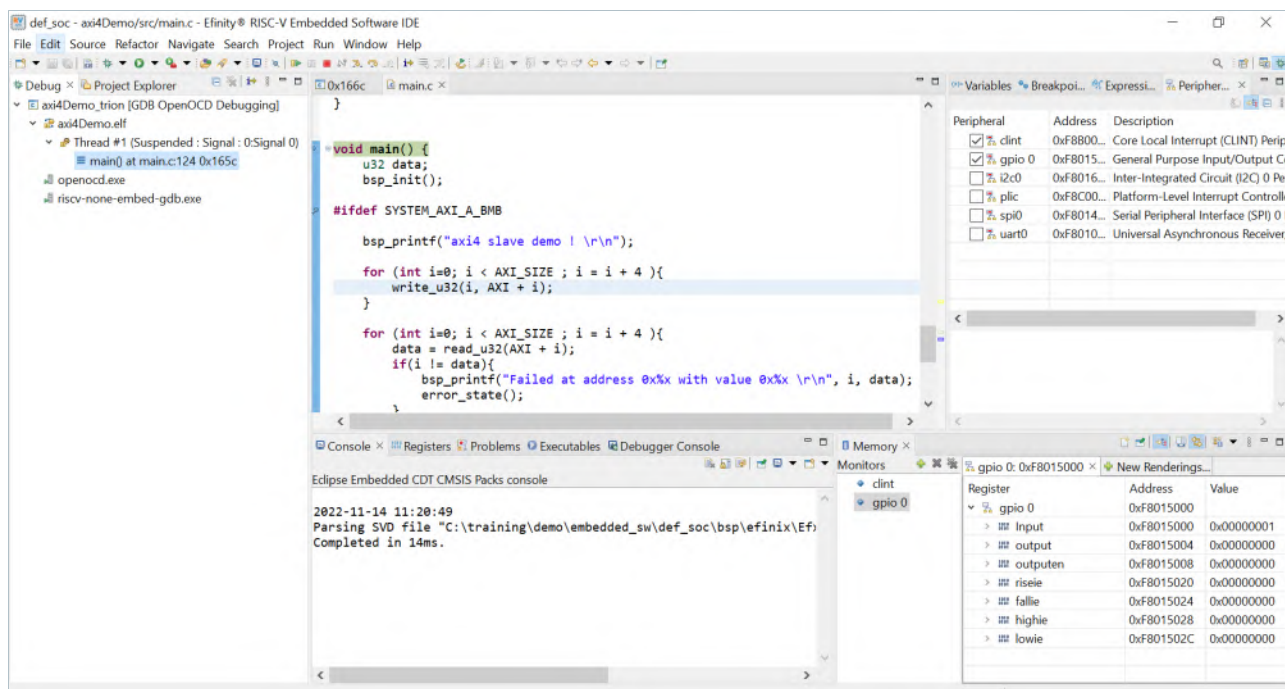 def_soc - axi4Demo/src/main.c - Efinity® RISC-V Embedded Software IDE
File Edit Source Refactor Navigate Search Project Run Window Help
Debug Project Explorer
axi4Demo_trion [GDB OpenOCD Debugging]
axi4Demo.elf
Thread #1 (Suspended : Signal : 0:Signal 0)
main() at main.c:124 0x165c
openocd.exe
riscv-none-embed-gdb.exe
0x166c main.c
}
void main() {
u32 data;
bsp_init();
#ifdef SYSTEM_AXI_A_BMB
bsp_printf("axi4 slave demo ! \r\n");
for (int i=0; i < AXI_SIZE ; i = i + 4 ){
write_u32(i, AXI + i);
}
for (int i=0; i < AXI_SIZE ; i = i + 4 ){
data = read_u32(AXI + i);
if(i != data){
bsp_printf("Failed at address 0x%x with value 0x%x \r\n", i, data);
error_state();
}
Variables Breakpoi... Expressi... Peripher...
Peripheral Address Description
clint 0xF8B00... Core Local Interrupt (CLINT) Perip
gpio 0 0xF8015... General Purpose Input/Output C
i2c0 0xF8016... Inter-Integrated Circuit (I2C) 0 Pe
plic 0xF8C00... Platform-Level Interrupt Controll
spi0 0xF8014... Serial Peripheral Interface (SPI) 0
uart0 0xF8010... Universal Asynchronous Receiver
Console Registers Problems Executables Debugger Console
Eclipse Embedded CDT CMSIS Packs console
2022-11-14 11:20:49
Parsing SVD file "C:\training\demo\embedded_sw\def_soc\bsp\efinix\Ef
Completed in 14ms.
Memory
Monitors
clint
gpio 0
gpio 0: 0xF8015000 New Renderings...
Register Address Value
gpio 0 0xF8015000
Input 0xF8015000 0x00000001
output 0xF8015004 0x00000000
outputen 0xF8015008 0x00000000
riseie 0xF8015020 0x00000000
fallie 0xF8015024 0x00000000
highie 0xF8015028 0x00000000
lowie 0xF801502C 0x00000000